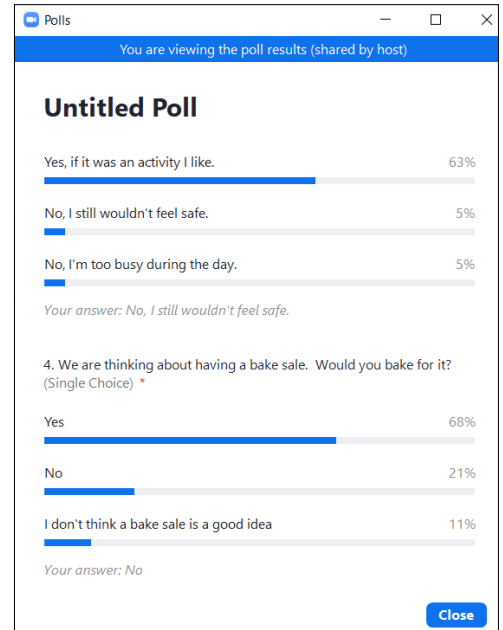 Polls
You are viewing the poll results (shared by host)
Untitled Poll
Yes, if it was an activity I like. 63%
No, I still wouldn't feel safe. 5%
No, I'm too busy during the day. 5%
Your answer: No, I still wouldn't feel safe.
4. We are thinking about having a bake sale.  Would you bake for it?
(Single Choice) *
Yes 68%
No 21%
I don't think a bake sale is a good idea 11%
Your answer: No
Close